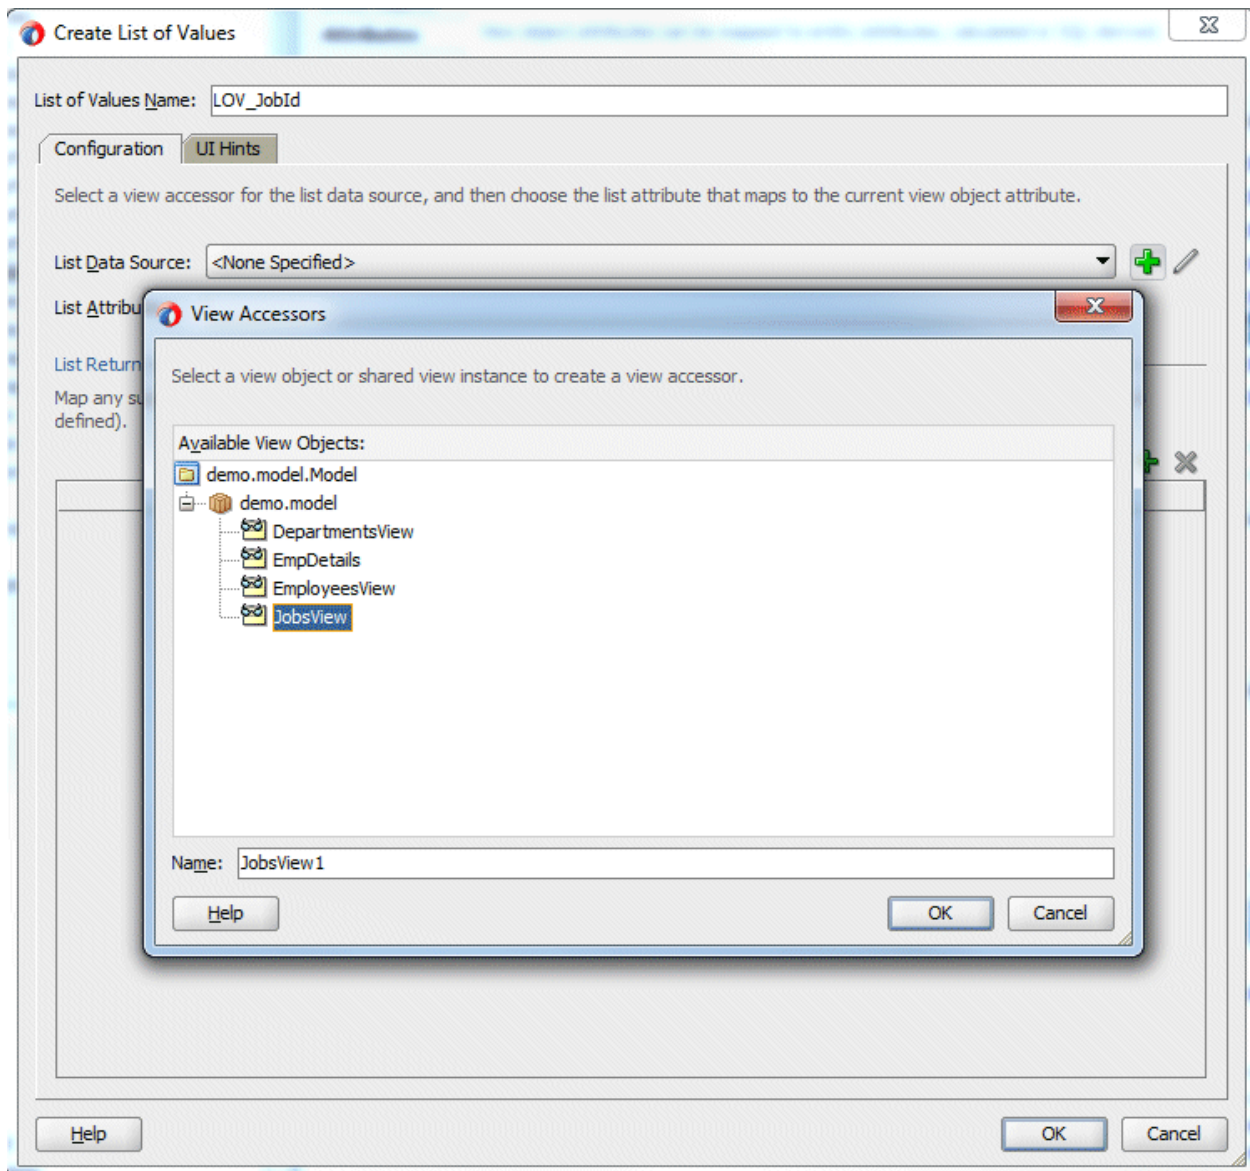 Create List of Values
Attributes
List of Values Name: LOV_JobId
Configuration UI Hints
Select a view accessor for the list data source, and then choose the list attribute that maps to the current view object attribute.
List Data Source: <None Specified>
List Attribu
View Accessors
List Return
Select a view object or shared view instance to create a view accessor.
Map any su
defined).
Available View Objects:
demo.model.Model
demo.model
DepartmentsView
EmpDetails
EmployeesView
JobsView
Name: JobsView1
Help OK Cancel
Help OK Cancel